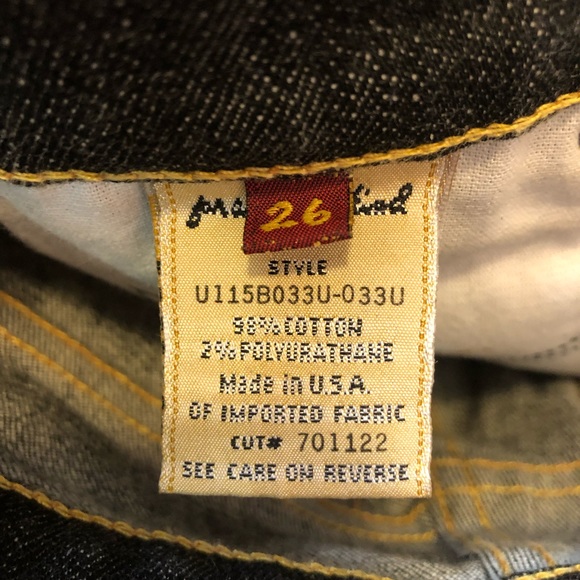 26
STYLE
U115B033U-033U
98% COTTON
2% POLYURATHANE
Made in U.S.A.
OF IMPORTED FABRIC
CUT# 701122
SEE CARE ON REVERSE